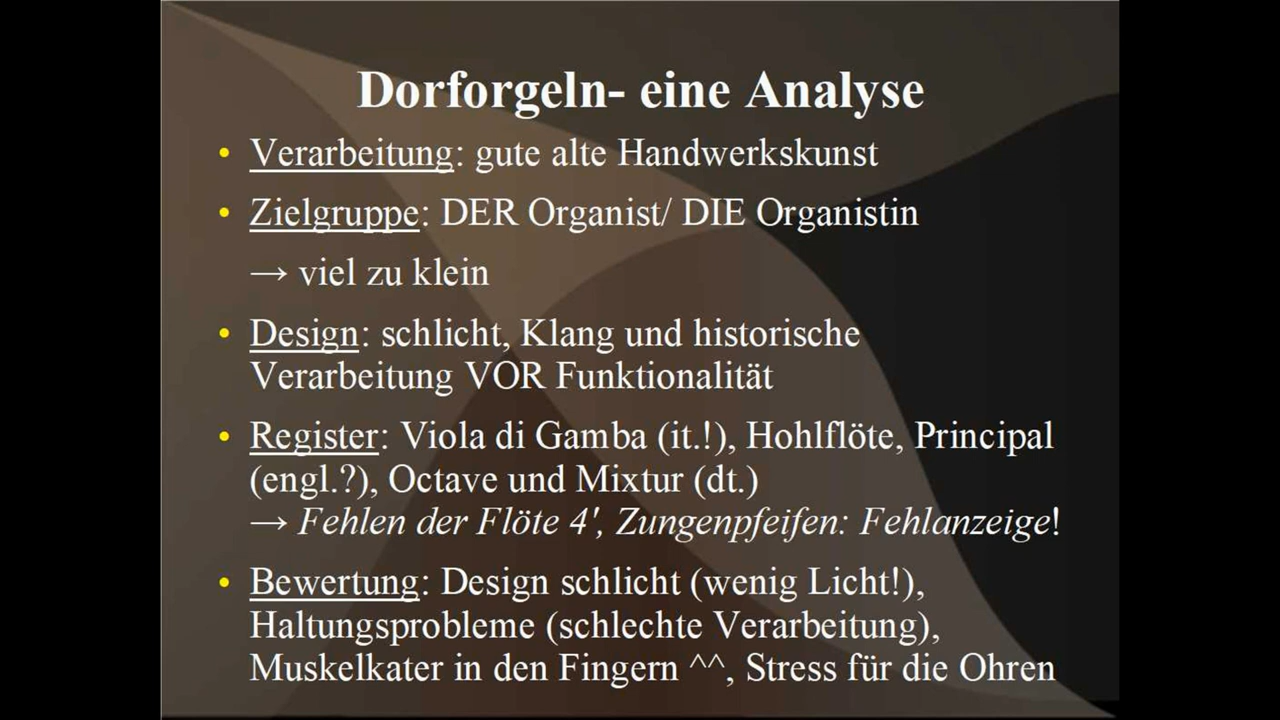 Dorforgeln- eine Analyse
• Verarbeitung: gute alte Handwerkskunst
• Zielgruppe: DER Organist/ DIE Organistin
→ viel zu klein
• Design: schlicht, Klang und historische
Verarbeitung VOR Funktionalität
• Register: Viola di Gamba (it.!), Hohlflöte, Principal
(engl.?), Octave und Mixtur (dt.)
→ Fehlen der Flöte 4', Zungenpfeifen: Fehlanzeige!
• Bewertung: Design schlicht (wenig Licht!),
Haltungsprobleme (schlechte Verarbeitung),
Muskelkater in den Fingern ^^, Stress für die Ohren